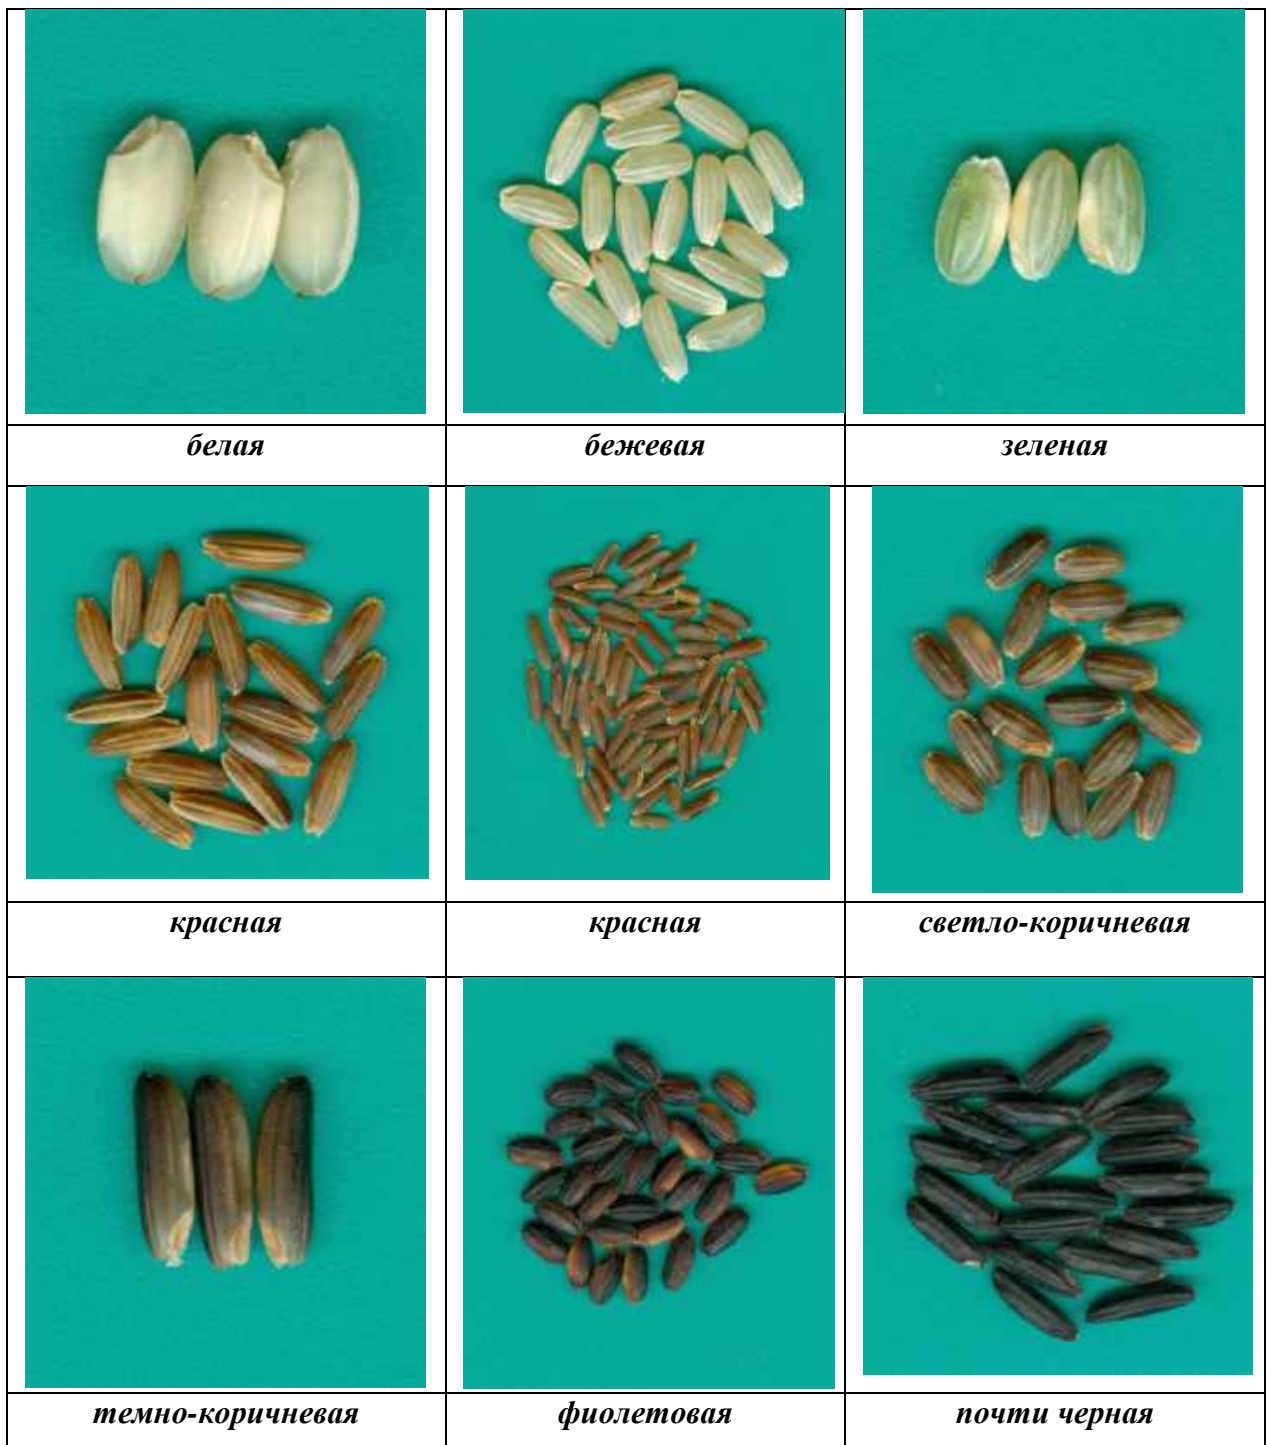 белая
бежевая
зеленая
красная
красная
светло-коричневая
темно-коричневая
фиолетовая
почти черная